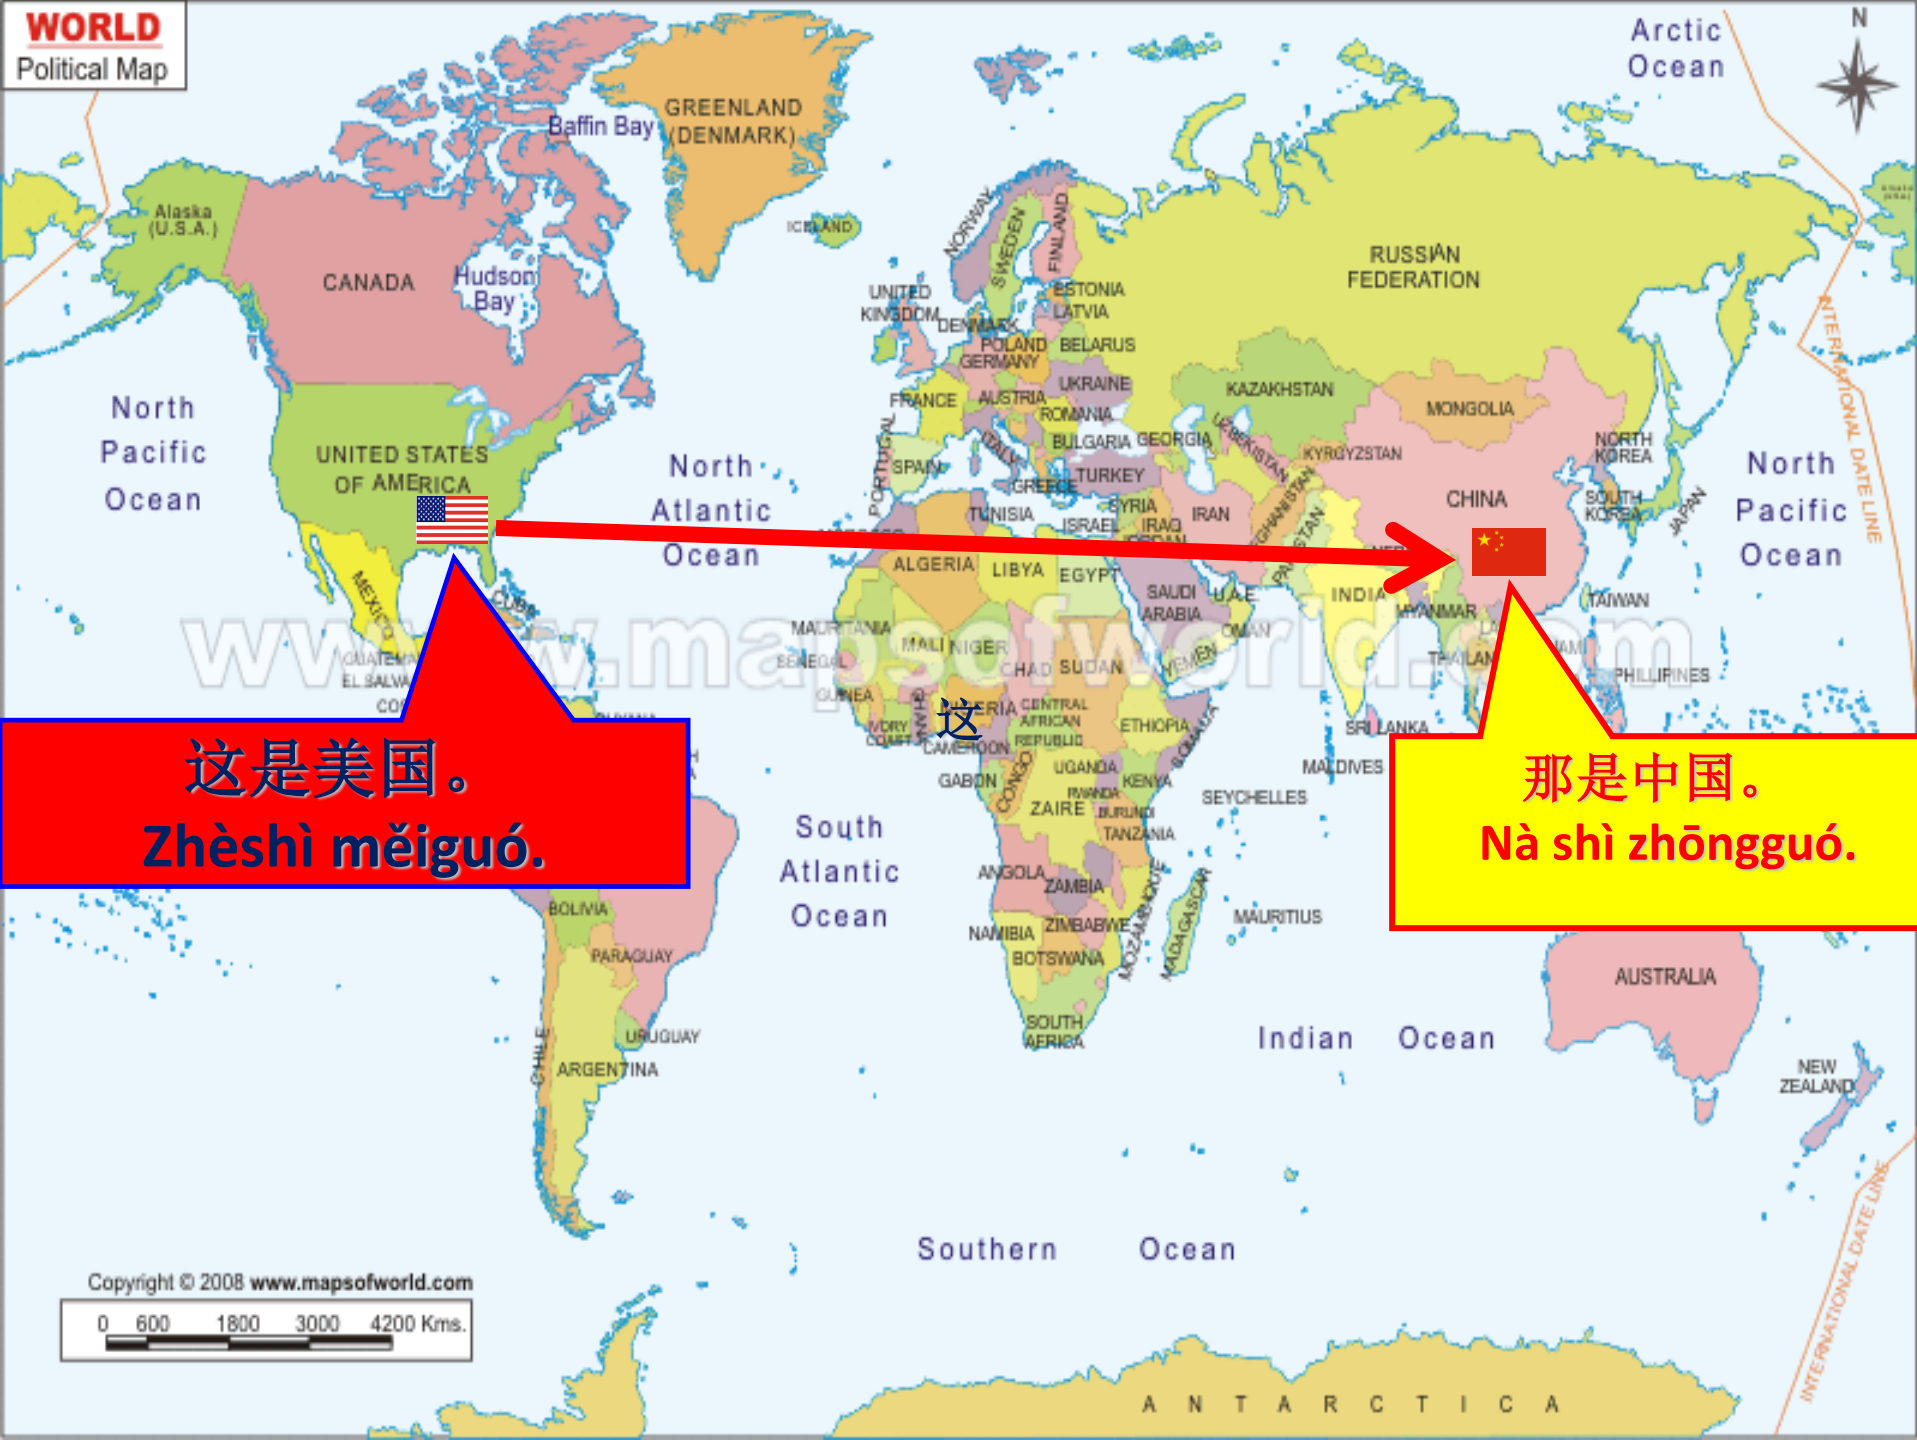 WORLD
Political Map
N
Arctic
Ocean
GREENLAND
(DENMARK)
Baffin Bay
Alaska
(U.S.A.)
ICELAND
CANADA
Hudson
Bay
NORWAY
SWEDEN
FINLAND
RUSSIAN
FEDERATION
UNITED
KINGDOM
ESTONIA
LATVIA
DENMARK
POLAND
BELARUS
GERMANY
UKRAINE
FRANCE
AUSTRIA
ROMANIA
KAZAKHSTAN
MONGOLIA
INTERNATIONAL DATE LINE
North
Pacific
Ocean
UNITED STATES
OF AMERICA
North
Atlantic
Ocean
PORTUGAL
SPAIN
ITALY
BULGARIA
GEORGIA
UZBEKISTAN
KYRGYZSTAN
GREECE
TURKEY
CHINA
NORTH
KOREA
SOUTH
KOREA
JAPAN
North
Pacific
Ocean
TUNISIA
SYRIA
ISRAEL
IRAQ
IRAN
ALGERIA
LIBYA
EGYPT
SAUDI
ARABIA
U.A.E.
OMAN
YEMEN
INDIA
MYANMAR
TAIWAN
PHILLIPINES
MEXICO
CUBA
www.mapsofworld.com
MAURITANIA
MALI
NIGER
CHAD
SUDAN
SENEGAL
GUINEA
IVORY
COAST
GHANA
这
CENTRAL
AFRICAN
REPUBLIC
ETHIOPIA
SOMALIA
CAMEROON
SRI LANKA
MALDIVES
GABON
CONGO
UGANDA
KENYA
RWANDA
ZAIRE
BURUNDI
TANZANIA
SEYCHELLES
这是美国。
Zhèshì měiguó.
那是中国。
Nà shì zhōngguó.
South
Atlantic
Ocean
ANGOLA
ZAMBIA
MOZAMBIQUE
MADAGASCAR
MAURITIUS
NAMIBIA
ZIMBABWE
BOTSWANA
SOUTH
AFRICA
BOLIVIA
PARAGUAY
CHILE
URUGUAY
ARGENTINA
AUSTRALIA
Indian Ocean
NEW
ZEALAND
Southern Ocean
INTERNATIONAL DATE LINE
Copyright © 2008 www.mapsofworld.com
0 600 1800 3000 4200 Kms.
ANTARCTICA